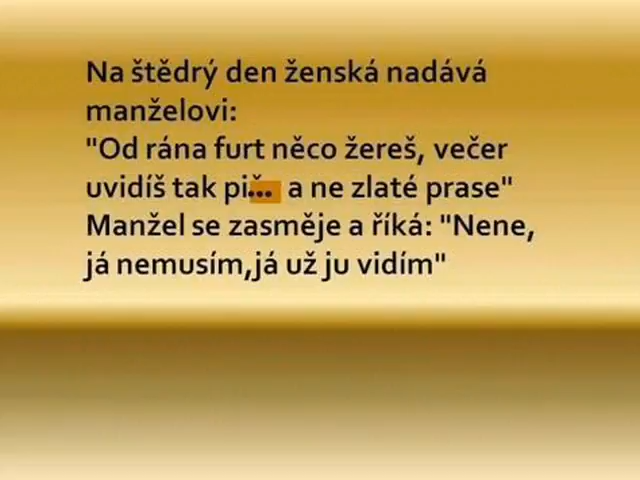 Na štědrý den ženská nadává
manželovi:
"Od rána furt něco žereš, večer
uvidíš tak pi... a ne zlaté prase"
Manžel se zasměje a říká: "Nene,
já nemusím,já už ju vidím"